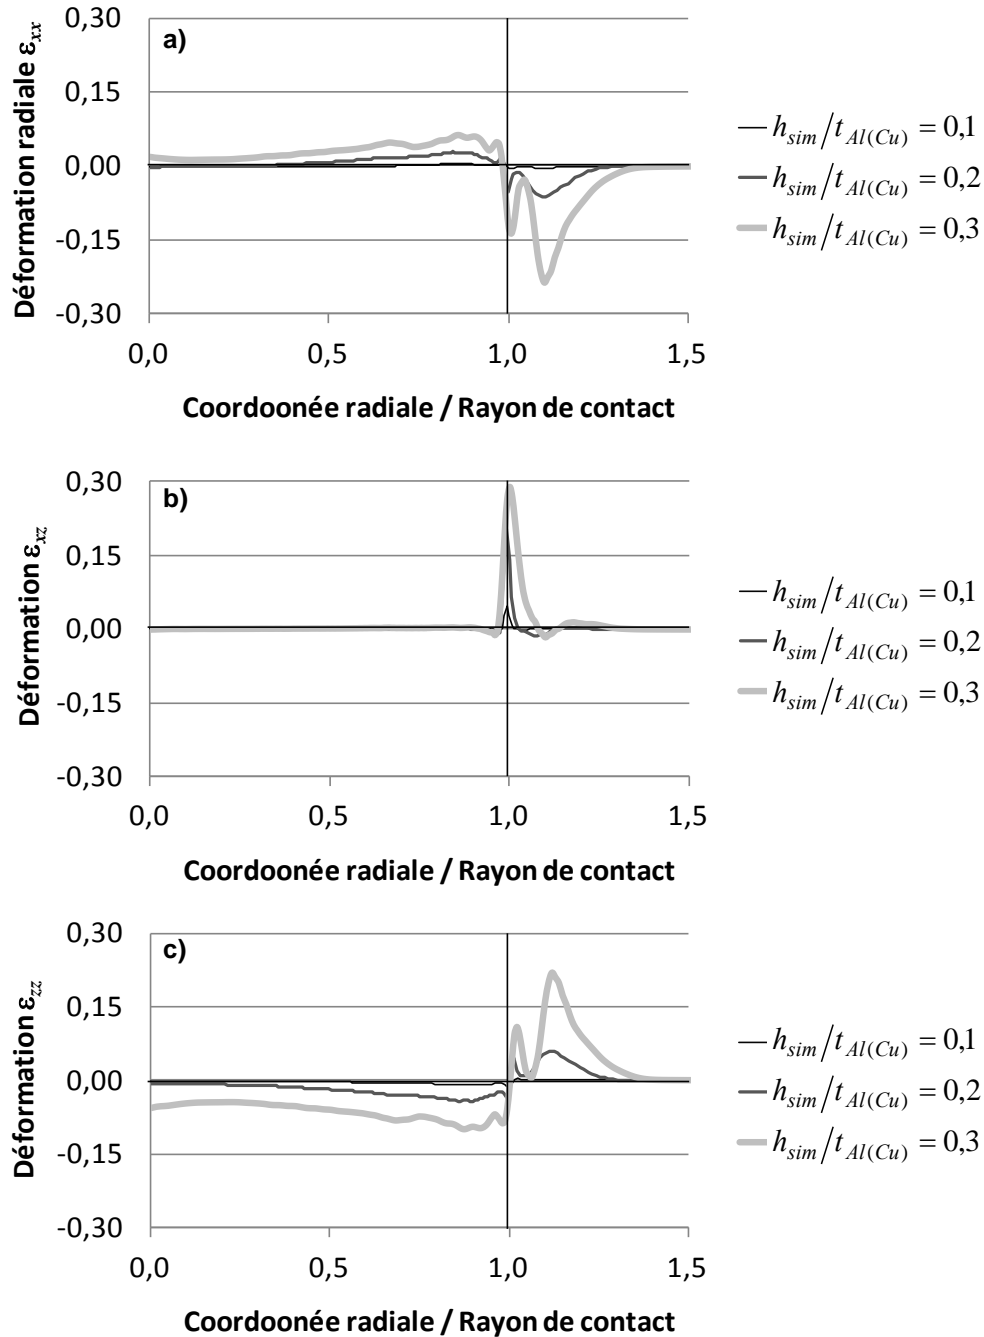 Déformation radiale εxx
a)
0,30
0,15
0,00
-0,15
-0,30
0,0 0,5 1,0 1,5
Coordoonée radiale / Rayon de contact
hsim/tAl(Cu) = 0,1
hsim/tAl(Cu) = 0,2
hsim/tAl(Cu) = 0,3
Déformation εxz
b)
0,30
0,15
0,00
-0,15
-0,30
0,0 0,5 1,0 1,5
Coordoonée radiale / Rayon de contact
hsim/tAl(Cu) = 0,1
hsim/tAl(Cu) = 0,2
hsim/tAl(Cu) = 0,3
Déformation εzz
c)
0,30
0,15
0,00
-0,15
-0,30
0,0 0,5 1,0 1,5
Coordoonée radiale / Rayon de contact
hsim/tAl(Cu) = 0,1
hsim/tAl(Cu) = 0,2
hsim/tAl(Cu) = 0,3